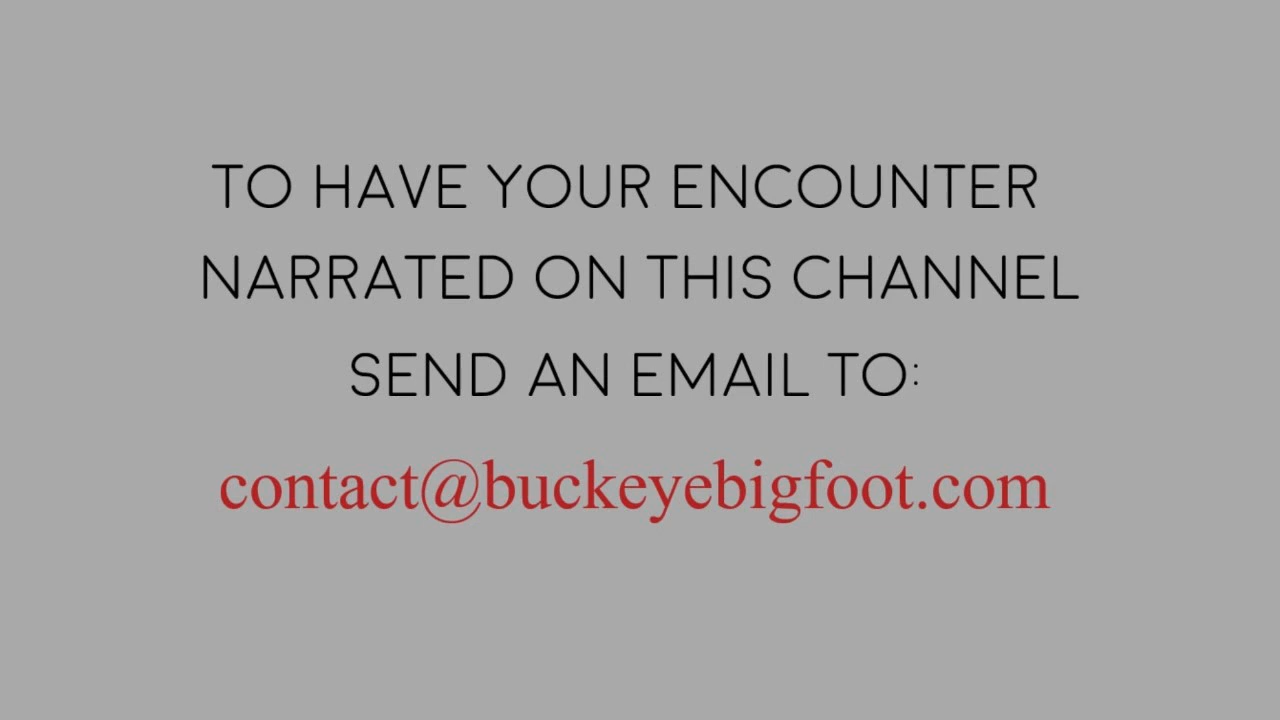 TO HAVE YOUR ENCOUNTER
NARRATED ON THIS CHANNEL
SEND AN EMAIL TO:
contact@buckeyebigfoot.com